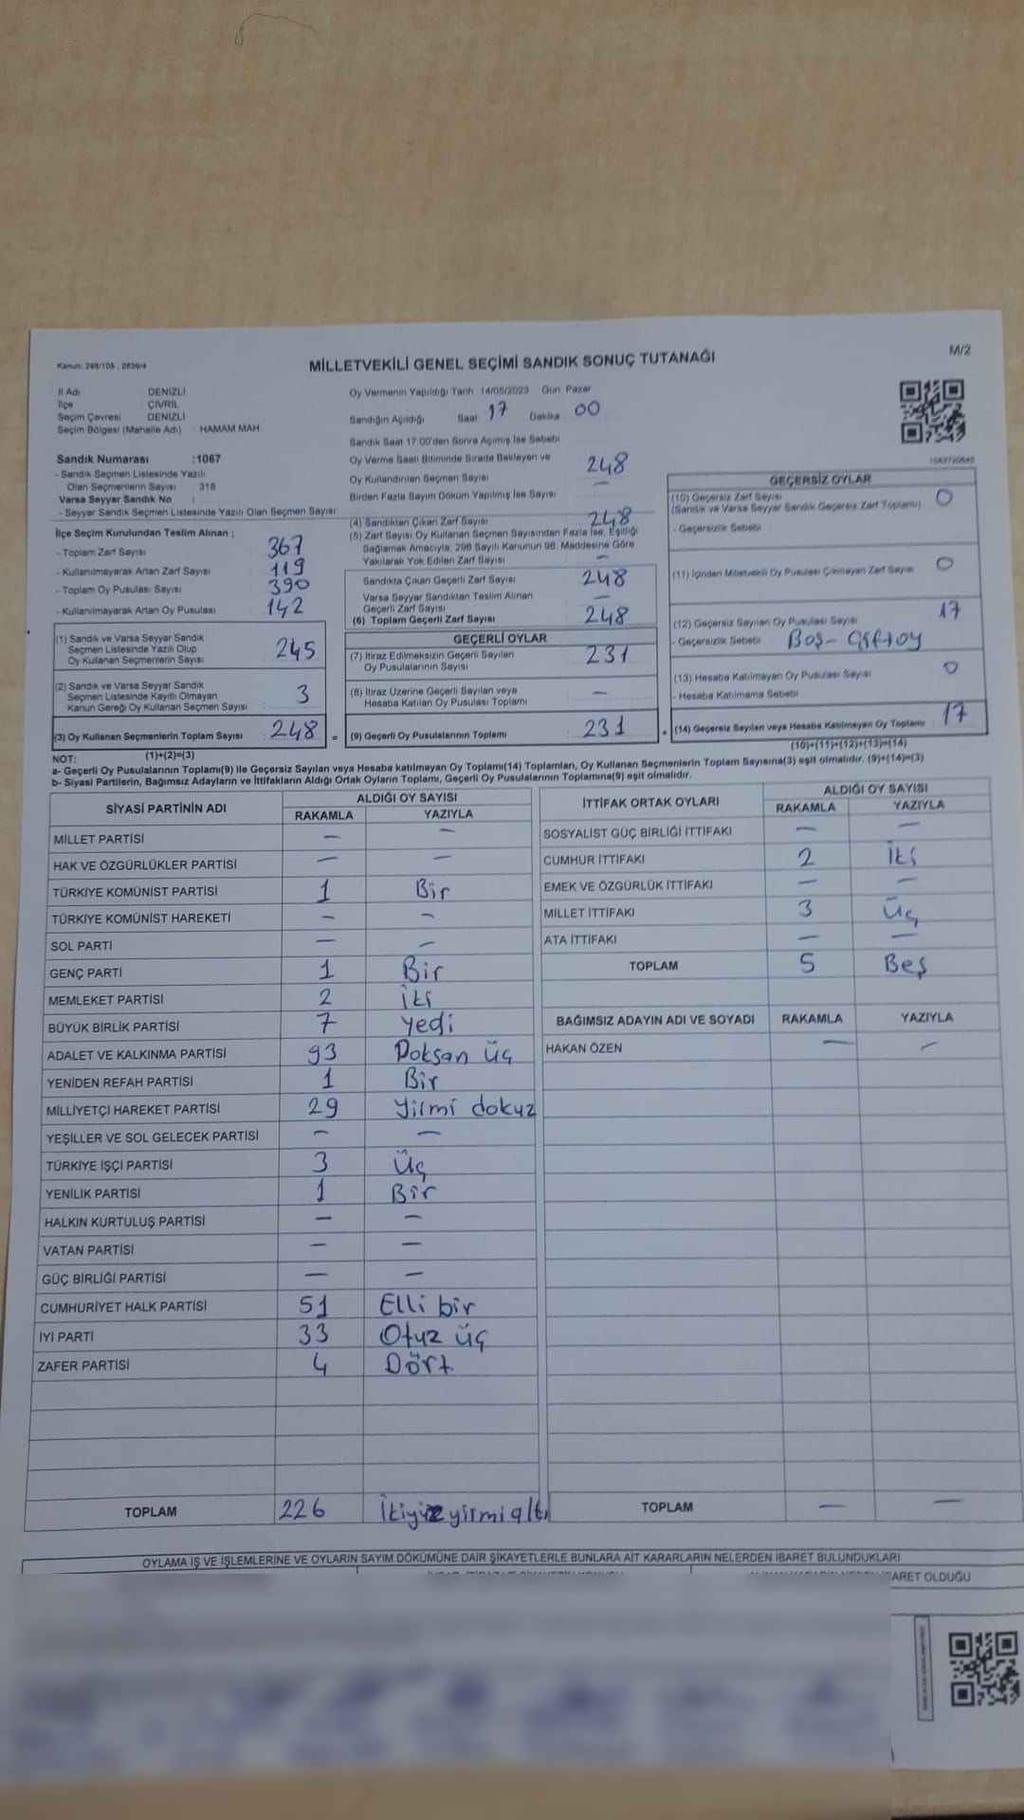 Kanun: 298/105 , 2839/4
MİLLETVEKİLİ GENEL SEÇİMİ SANDIK SONUÇ TUTANAĞI
M/2
İl Adı DENİZLİ
İlçe ÇİVRİL
Seçim Çevresi DENİZLİ
Seçim Bölgesi (Mahalle Adı) : HAMAM MAH
Oy Vermenin Yapıldığı Tarih 14/05/2023 Gün: Pazar
Sandığın Açıldığı Saat 17 Dakika 00
Sandık Saat 17:00'den Sonra Açılmış İse Sebebi
Sandık Numarası :1067
- Sandık Seçmen Listesinde Yazılı
Olan Seçmenlerin Sayısı 318
Varsa Seyyar Sandık No :
- Seyyar Sandık Seçmen Listesinde Yazılı Olan Seçmen Sayısı
Oy Verme Saati Bitiminde Sırada Bekleyen ve
Oy Kullandırılan Seçmen Sayısı 248
Birden Fazla Sayım Döküm Yapılmış İse Sayısı —
İlçe Seçim Kurulundan Teslim Alınan ;
- Toplam Zarf Sayısı 367
- Kullanılmayarak Artan Zarf Sayısı 119
- Toplam Oy Pusulası Sayısı 390
- Kullanılmayarak Artan Oy Pusulası 142
(1) Sandık ve Varsa Seyyar Sandık
Seçmen Listesinde Yazılı Olup
Oy Kullanan Seçmenlerin Sayısı 245
(2) Sandık ve Varsa Seyyar Sandık
Seçmen Listesinde Kayıtlı Olmayan
Kanun Gereği Oy Kullanan Seçmen Sayısı 3
(3) Oy Kullanan Seçmenlerin Toplam Sayısı 248 =
(1)+(2)=(3)
(4) Sandıktan Çıkan Zarf Sayısı 248
(5) Zarf Sayısı Oy Kullanan Seçmen Sayısından Fazla İse, Eşitliği
Sağlamak Amacıyla, 298 Sayılı Kanunun 98. Maddesine Göre
Yakılarak Yok Edilen Zarf Sayısı —
Sandıkta Çıkan Geçerli Zarf Sayısı 248
Varsa Seyyar Sandıktan Teslim Alınan
Geçerli Zarf Sayısı —
(6) Toplam Geçerli Zarf Sayısı 248
GEÇERLİ OYLAR
(7) İtiraz Edilmeksizin Geçerli Sayılan
Oy Pusulalarının Sayısı 231
(8) İtiraz Üzerine Geçerli Sayılan veya
Hesaba Katılan Oy Pusulası Toplamı —
(9) Geçerli Oy Pusulalarının Toplamı 231 +
GEÇERSİZ OYLAR
(10) Geçersiz Zarf Sayısı 0
(Sandık ve Varsa Seyyar Sandık Geçersiz Zarf Toplamı)
- Geçersizlik Sebebi
(11) İçinden Milletvekili Oy Pusulası Çıkmayan Zarf Sayısı 0
(12) Geçersiz Sayılan Oy Pusulası Sayısı 17
- Geçersizlik Sebebi Boş - Çift oy
(13) Hesaba Katılmayan Oy Pusulası Sayısı 0
- Hesaba Katılmama Sebebi
(14) Geçersiz Sayılan veya Hesaba Katılmayan Oy Toplamı 17
(10)+(11)+(12)+(13)=(14)
NOT:
a- Geçerli Oy Pusulalarının Toplamı(9) ile Geçersiz Sayılan veya Hesaba katılmayan Oy Toplamı(14) Toplamları, Oy Kullanan Seçmenlerin Toplam Sayısına(3) eşit olmalıdır. (9)+(14)=(3)
b- Siyasi Partilerin, Bağımsız Adayların ve İttifakların Aldığı Ortak Oyların Toplamı, Geçerli Oy Pusulalarının Toplamına(9) eşit olmalıdır.
SİYASİ PARTİNİN ADI ALDIĞI OY SAYISI
RAKAMLA YAZIYLA
MİLLET PARTİSİ — —
HAK VE ÖZGÜRLÜKLER PARTİSİ — —
TÜRKİYE KOMÜNİST PARTİSİ 1 Bir
TÜRKİYE KOMÜNİST HAREKETİ — —
SOL PARTİ — —
GENÇ PARTİ 1 Bir
MEMLEKET PARTİSİ 2 İki
BÜYÜK BİRLİK PARTİSİ 7 yedi
ADALET VE KALKINMA PARTİSİ 93 Doksan üç
YENİDEN REFAH PARTİSİ 1 Bir
MİLLİYETÇİ HAREKET PARTİSİ 29 yirmi dokuz
YEŞİLLER VE SOL GELECEK PARTİSİ — —
TÜRKİYE İŞÇİ PARTİSİ 3 Üç
YENİLİK PARTİSİ 1 Bir
HALKIN KURTULUŞ PARTİSİ — —
VATAN PARTİSİ — —
GÜÇ BİRLİĞİ PARTİSİ — —
CUMHURİYET HALK PARTİSİ 51 Elli bir
İYİ PARTİ 33 Otuz üç
ZAFER PARTİSİ 4 Dört
TOPLAM 226 İkiyüz yirmi altı
İTTİFAK ORTAK OYLARI ALDIĞI OY SAYISI
RAKAMLA YAZIYLA
SOSYALİST GÜÇ BİRLİĞİ İTTİFAKI — —
CUMHUR İTTİFAKI 2 İki
EMEK VE ÖZGÜRLÜK İTTİFAKI — —
MİLLET İTTİFAKI 3 Üç
ATA İTTİFAKI — —
TOPLAM 5 Beş
BAĞIMSIZ ADAYIN ADI VE SOYADI RAKAMLA YAZIYLA
HAKAN ÖZEN — —
TOPLAM — —
OYLAMA İŞ VE İŞLEMLERİNE VE OYLARIN SAYIM DÖKÜMÜNE DAİR ŞİKAYETLERLE BUNLARA AİT KARARLARIN NELERDEN İBARET BULUNDUKLARI
ARET OLDUĞU